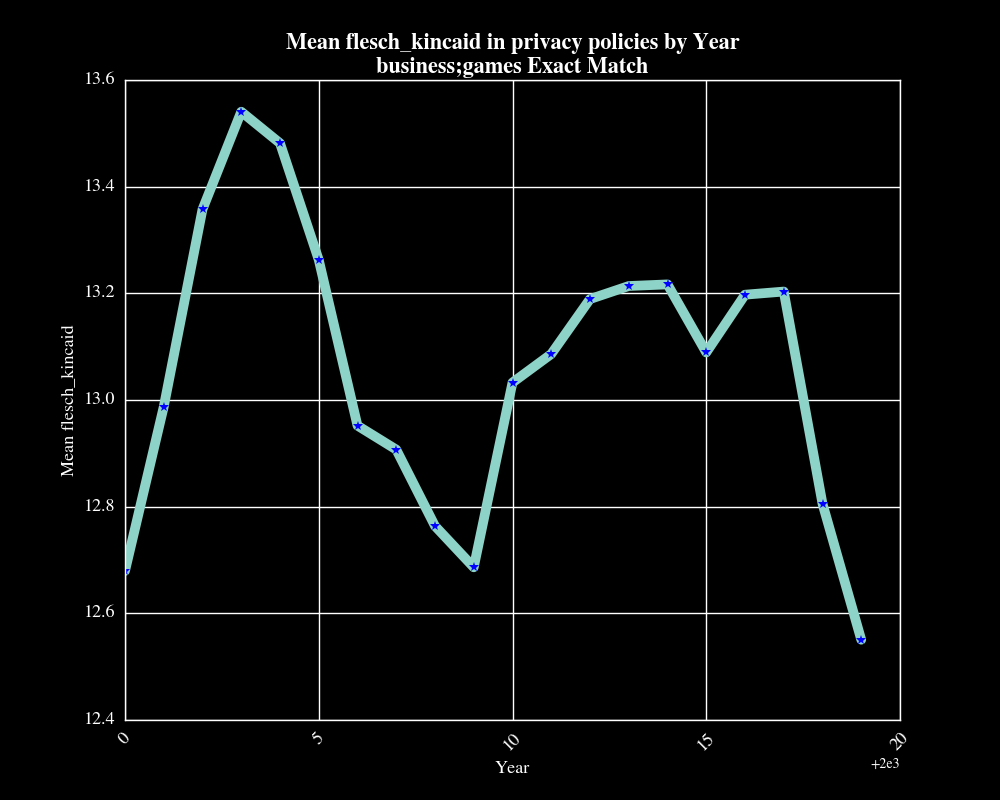 Mean flesch_kincaid in privacy policies by Year
business;games Exact Match
13.6
13.4
13.2
13.0
12.8
12.6
12.4
Mean flesch_kincaid
0
5
10
15
20
Year
+2e3